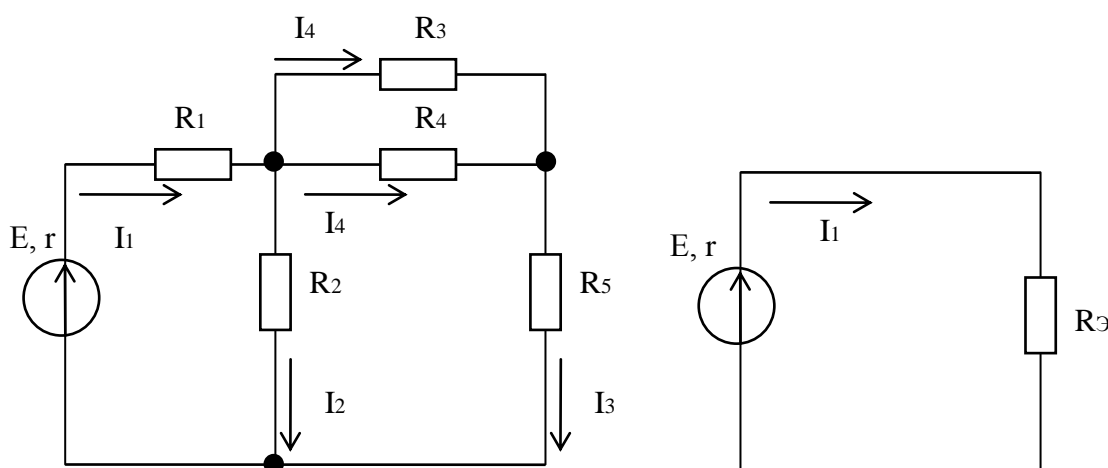 I4 R3
R1 R4
I1 I4
E, r R2 R5
I2 I3
I1
E, r
RЭ